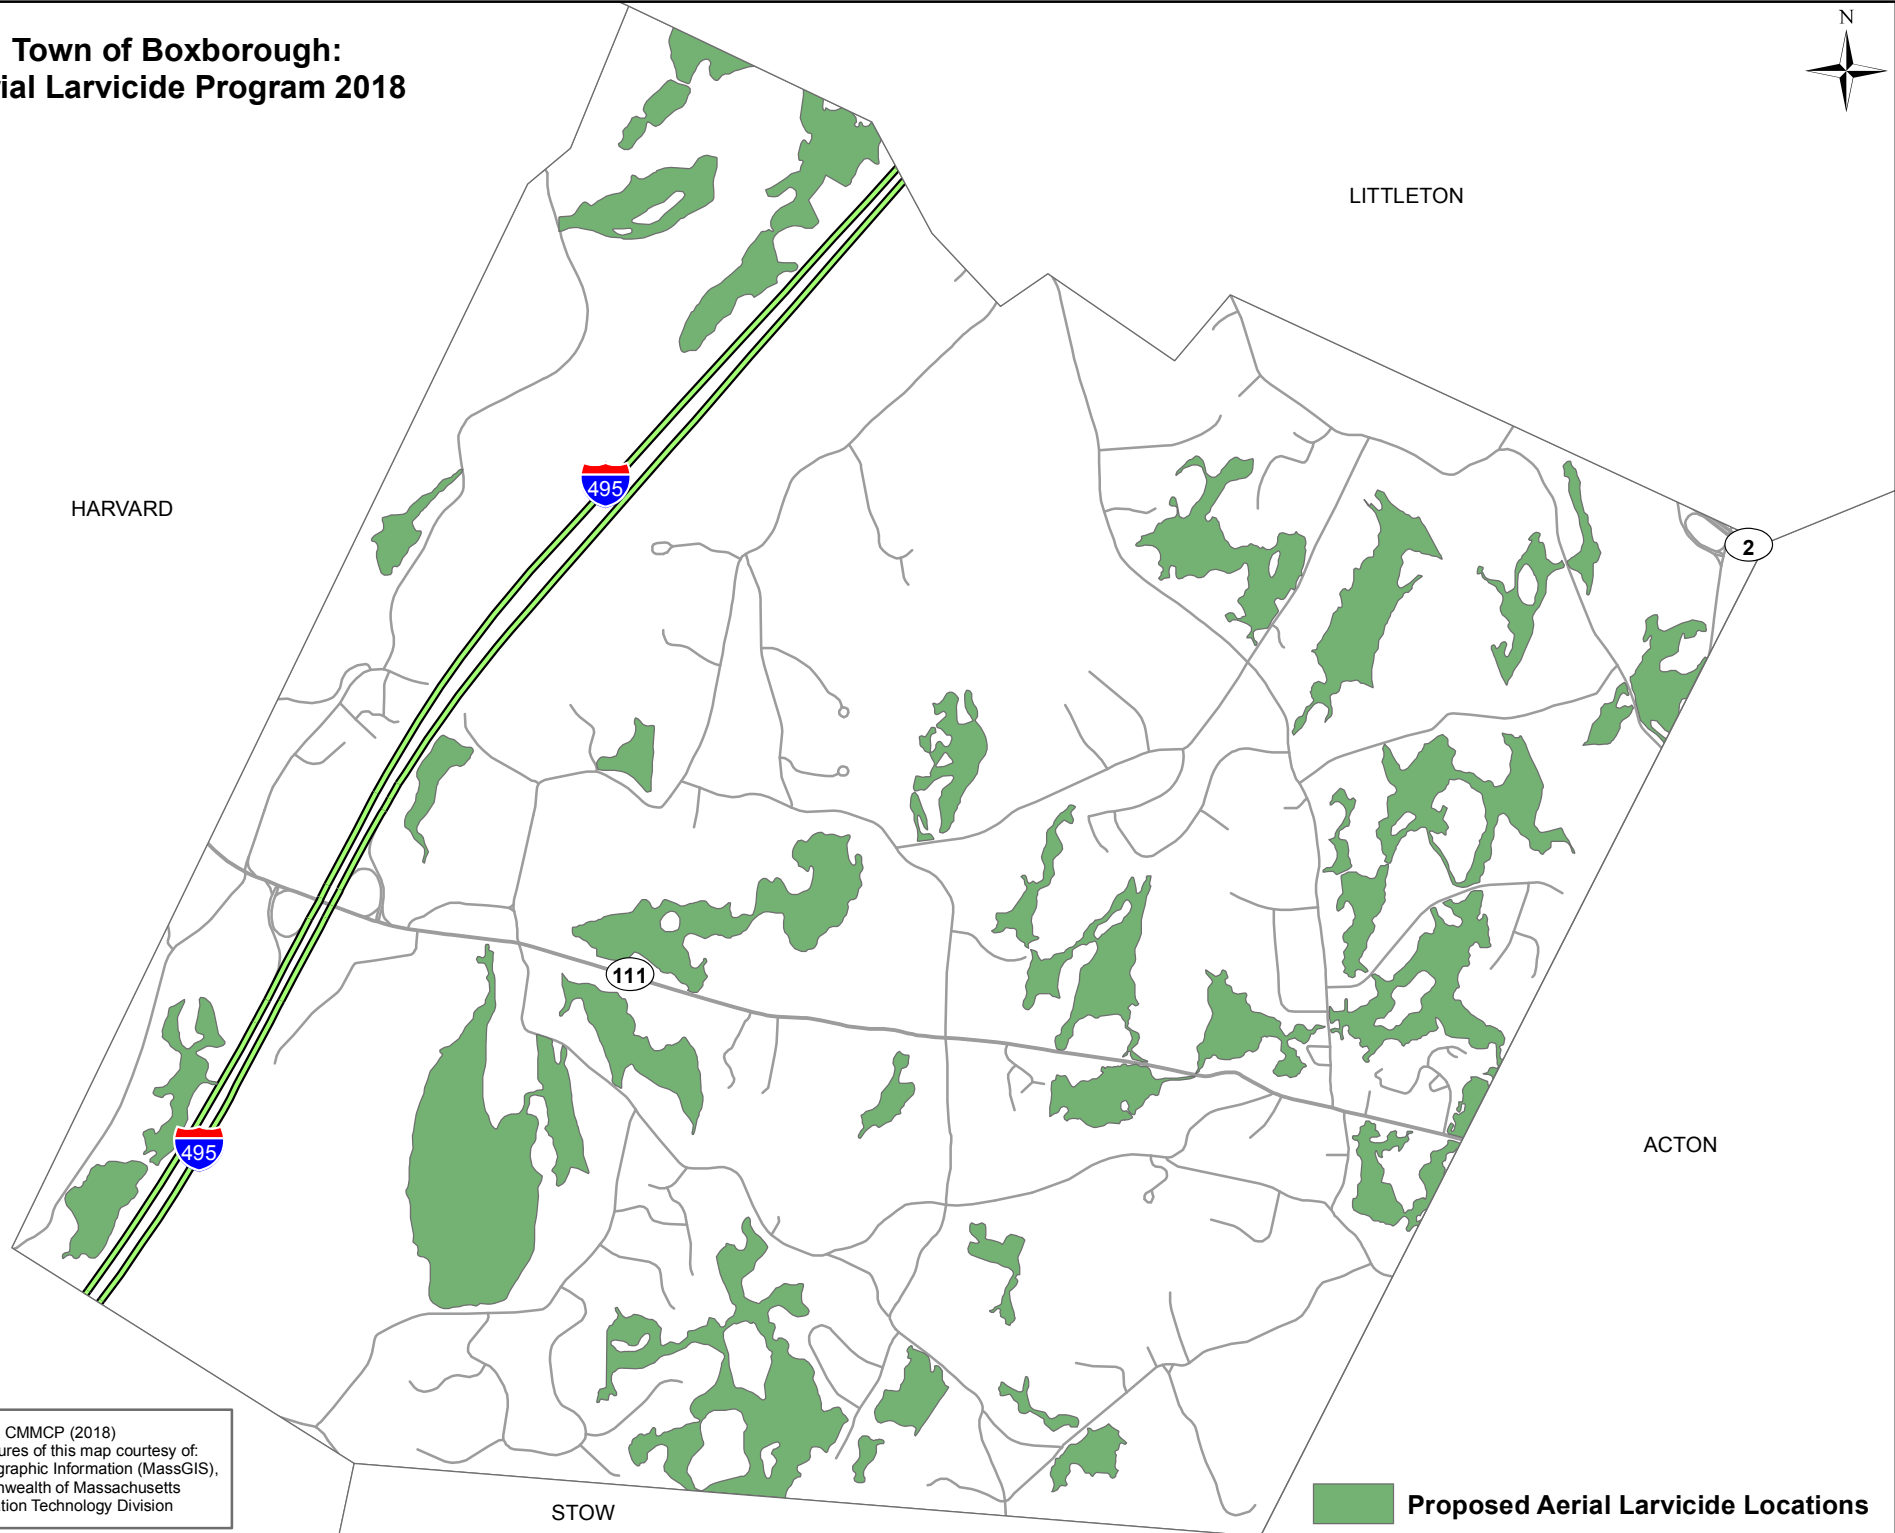 Town of Boxborough:
ial Larvicide Program 2018
N
LITTLETON
HARVARD
495
2
111
495
ACTON
CMMCP (2018)
ures of this map courtesy of:
graphic Information (MassGIS),
nwealth of Massachusetts
tion Technology Division
STOW
Proposed Aerial Larvicide Locations